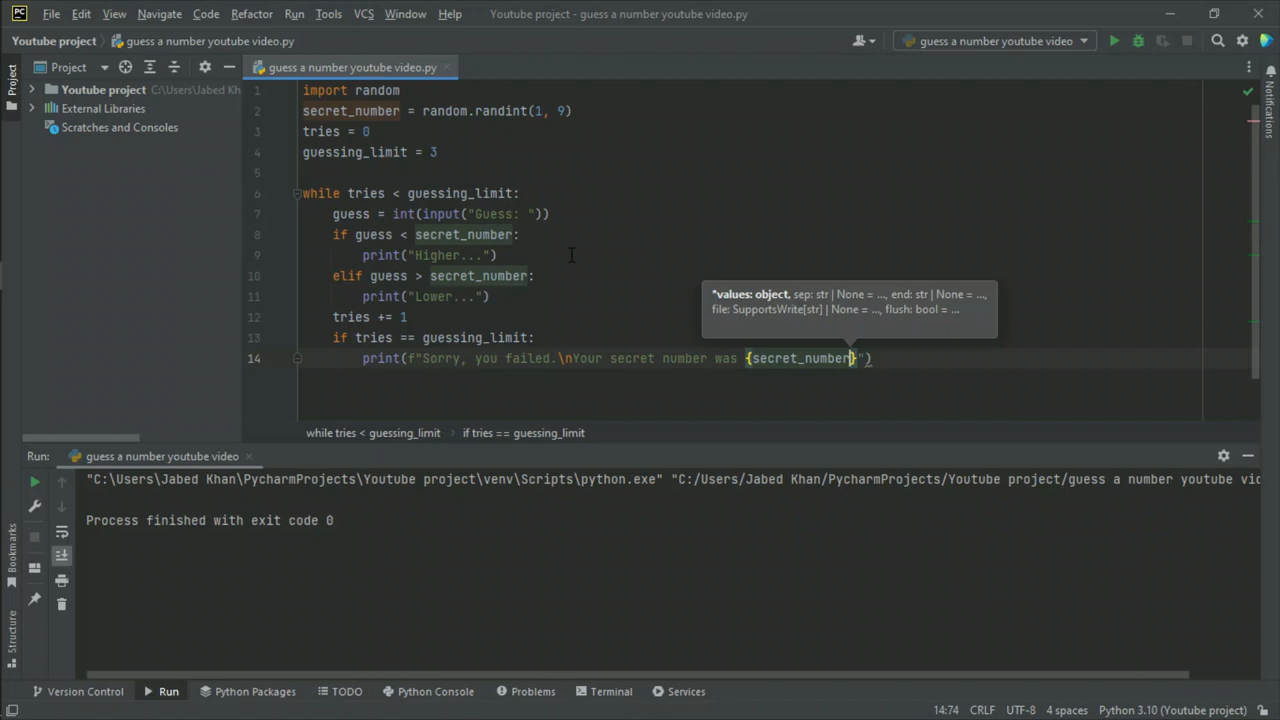 File Edit View Navigate Code Refactor Run Tools VCS Window Help Youtube project - guess a number youtube video.py
Youtube project guess a number youtube video.py guess a number youtube video
Project guess a number youtube video.py
Project
Notifications
Youtube project C:\Users\Jabed Kh
External Libraries
Scratches and Consoles
1 import random
2 secret_number = random.randint(1, 9)
3 tries = 0
4 guessing_limit = 3
5
6 while tries < guessing_limit:
7 guess = int(input("Guess: "))
8 if guess < secret_number:
9 print("Higher...")
10 elif guess > secret_number:
11 print("Lower...")
12 tries += 1
13 if tries == guessing_limit:
14 print(f"Sorry, you failed.\nYour secret number was {secret_number}")
*values: object, sep: str | None = ..., end: str | None = ...,
file: SupportsWrite[str] | None = ..., flush: bool = ...
while tries < guessing_limit if tries == guessing_limit
Run: guess a number youtube video
"C:\Users\Jabed Khan\PycharmProjects\Youtube project\venv\Scripts\python.exe" "C:/Users/Jabed Khan/PycharmProjects/Youtube project/guess a number youtube vid
Process finished with exit code 0
Bookmarks
Structure
Version Control Run Python Packages TODO Python Console Problems Terminal Services
14:74 CRLF UTF-8 4 spaces Python 3.10 (Youtube project)